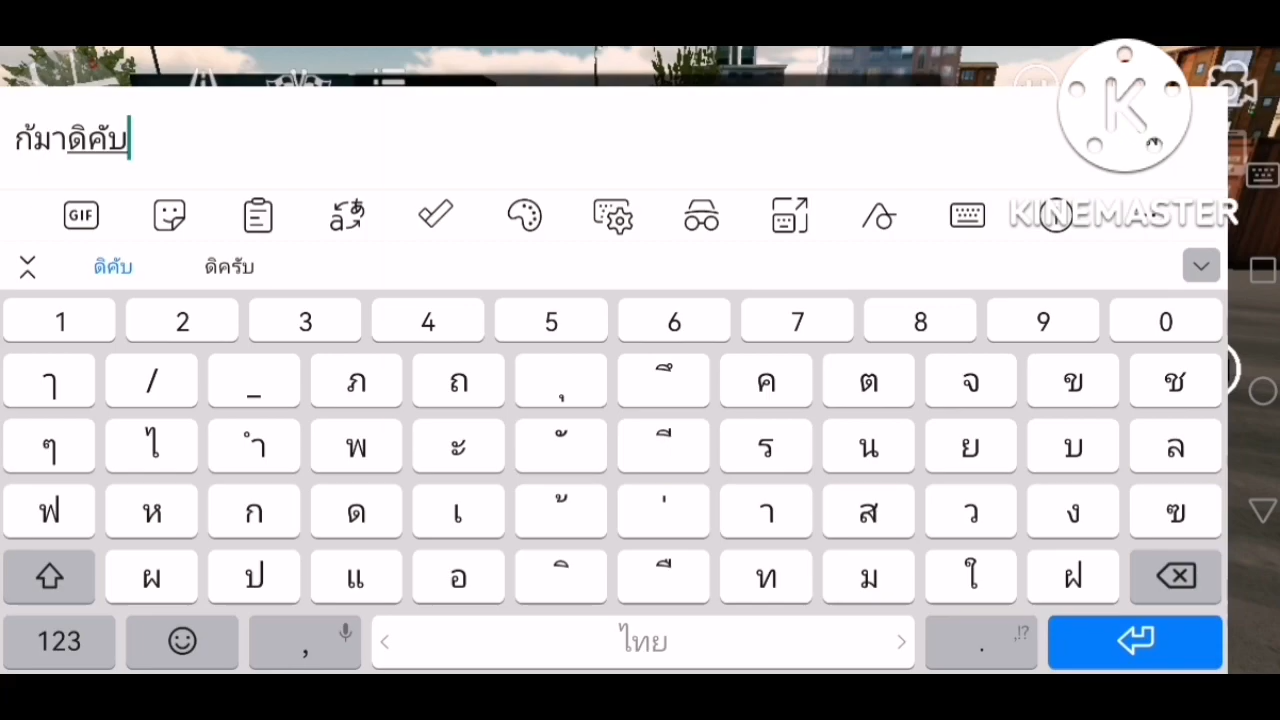 ก้มาดิคับ
K
GIF
KINEMASTER
ดิคับ ดิครับ
1 2 3 4 5 6 7 8 9 0
ๅ / _ ภ ถ ุ ึ ค ต จ ข ช
ๆ ไ ำ พ ะ ั ี ร น ย บ ล
ฟ ห ก ด เ ้ ่ า ส ว ง ฃ
ผ ป แ อ ิ ื ท ม ใ ฝ
123 , ไทย . ,!?